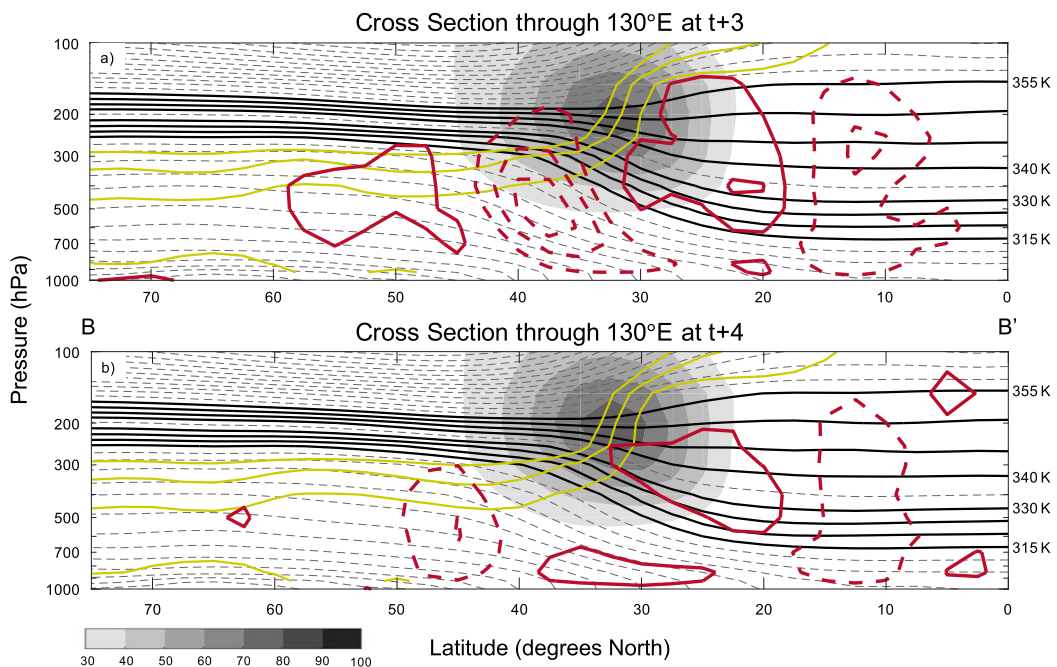 Cross Section through 130°E at t+3
a)
100
200
300
500
700
1000
355 K
340 K
330 K
315 K
70 60 50 40 30 20 10 0
Pressure (hPa)
B B'
Cross Section through 130°E at t+4
b)
100
200
300
500
700
1000
355 K
340 K
330 K
315 K
70 60 50 40 30 20 10 0
Latitude (degrees North)
30 40 50 60 70 80 90 100